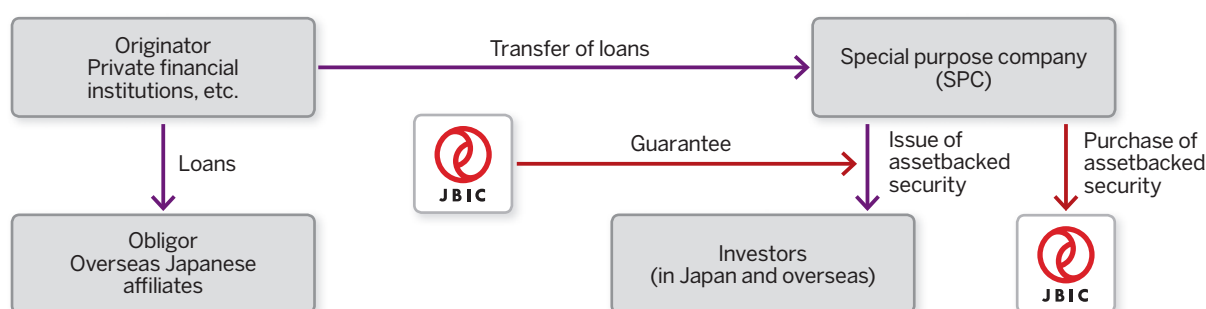 Originator
Private financial
institutions, etc.
Transfer of loans
Special purpose company
(SPC)
Loans
JBIC
Guarantee
Issue of
assetbacked
security
Purchase of
assetbacked
security
Obligor
Overseas Japanese
affiliates
Investors
(in Japan and overseas)
JBIC